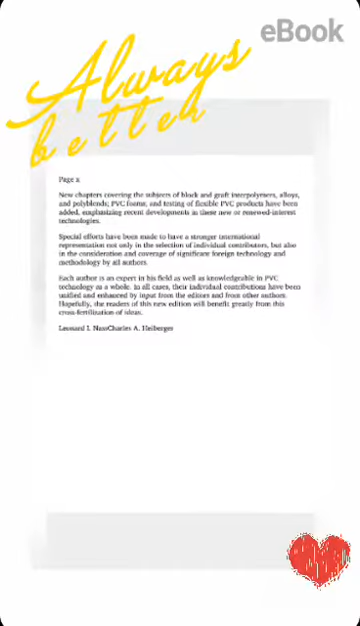 eBook
Always
better
Page x
New chapters covering the subjects of block and graft interpolymers, alloys,
and polyblends; PVC foams; and testing of flexible PVC products have been
added, emphasizing recent developments in these new or renewed-interest
technologies.
Special efforts have been made to have a stronger international
representation not only in the selection of individual contributors, but also
in the consideration and coverage of significant foreign technology and
methodology by all authors.
Each author is an expert in his field as well as knowledgeable in PVC
technology as a whole. In all cases, their individual contributions have been
unified and enhanced by input from the editors and from other authors.
Hopefully, the readers of this new edition will benefit greatly from this
cross-fertilization of ideas.
Leonard I. NassCharles A. Heiberger